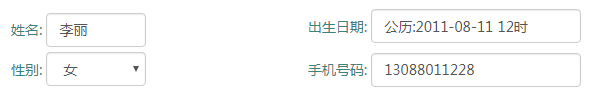 姓名: 李丽
出生日期: 公历:2011-08-11 12时
性别: 女
手机号码: 13088011228